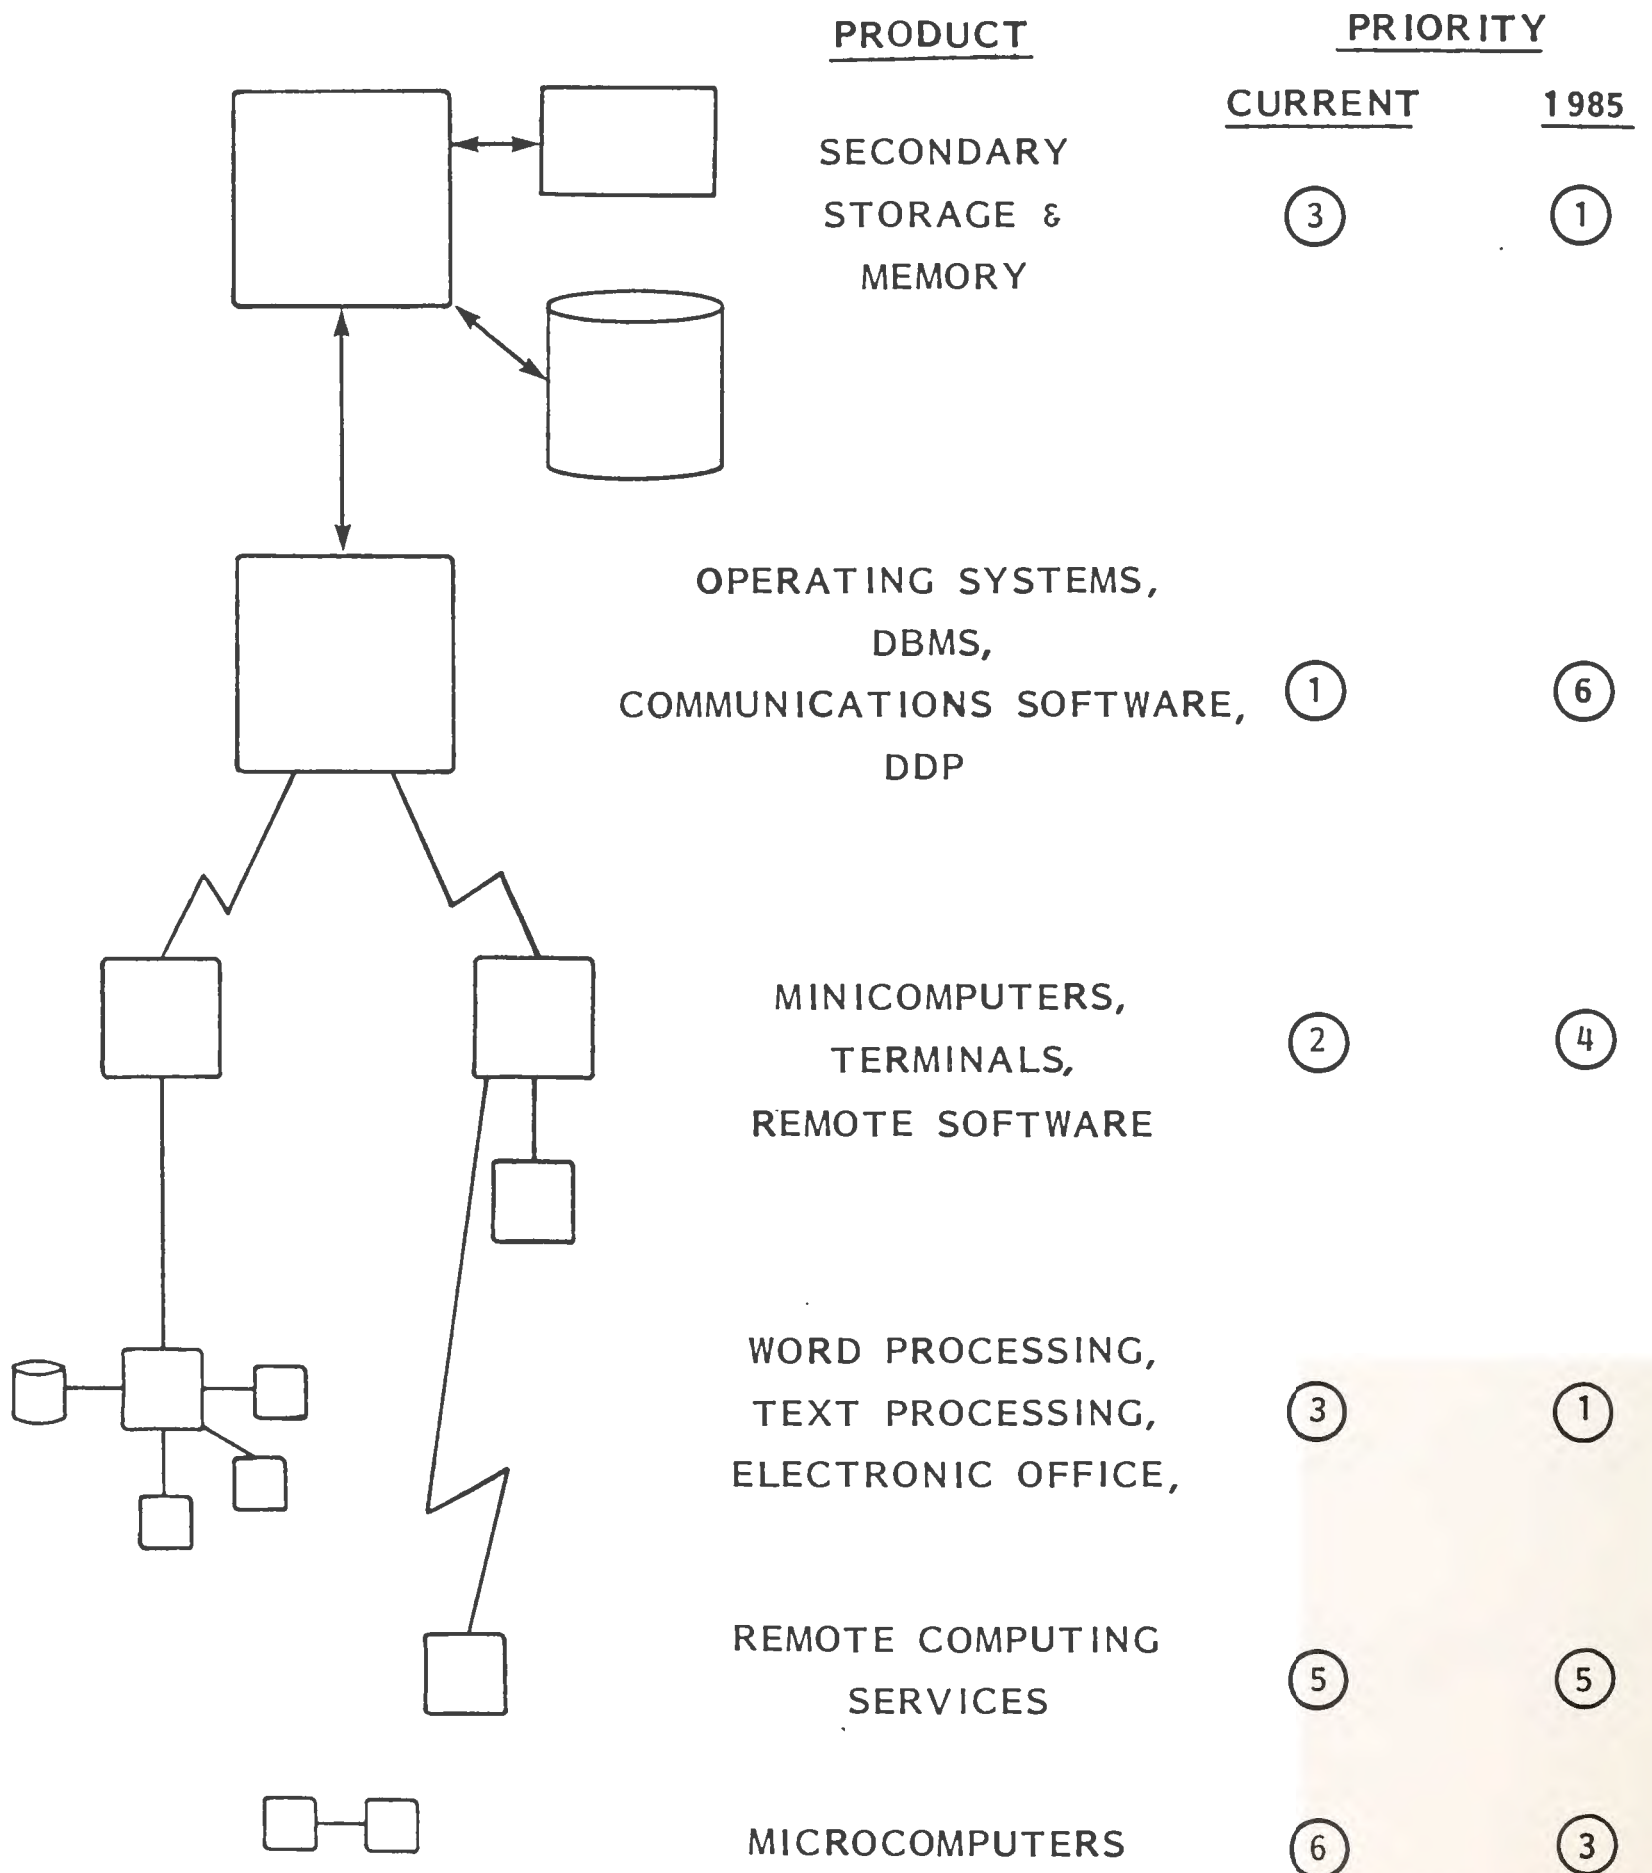 PRODUCT PRIORITY
CURRENT 1985
SECONDARY
STORAGE & 3 1
MEMORY
OPERATING SYSTEMS,
DBMS,
COMMUNICATIONS SOFTWARE, 1 6
DDP
MINICOMPUTERS,
TERMINALS, 2 4
REMOTE SOFTWARE
WORD PROCESSING,
TEXT PROCESSING, 3 1
ELECTRONIC OFFICE,
REMOTE COMPUTING
SERVICES 5 5
MICROCOMPUTERS 6 3